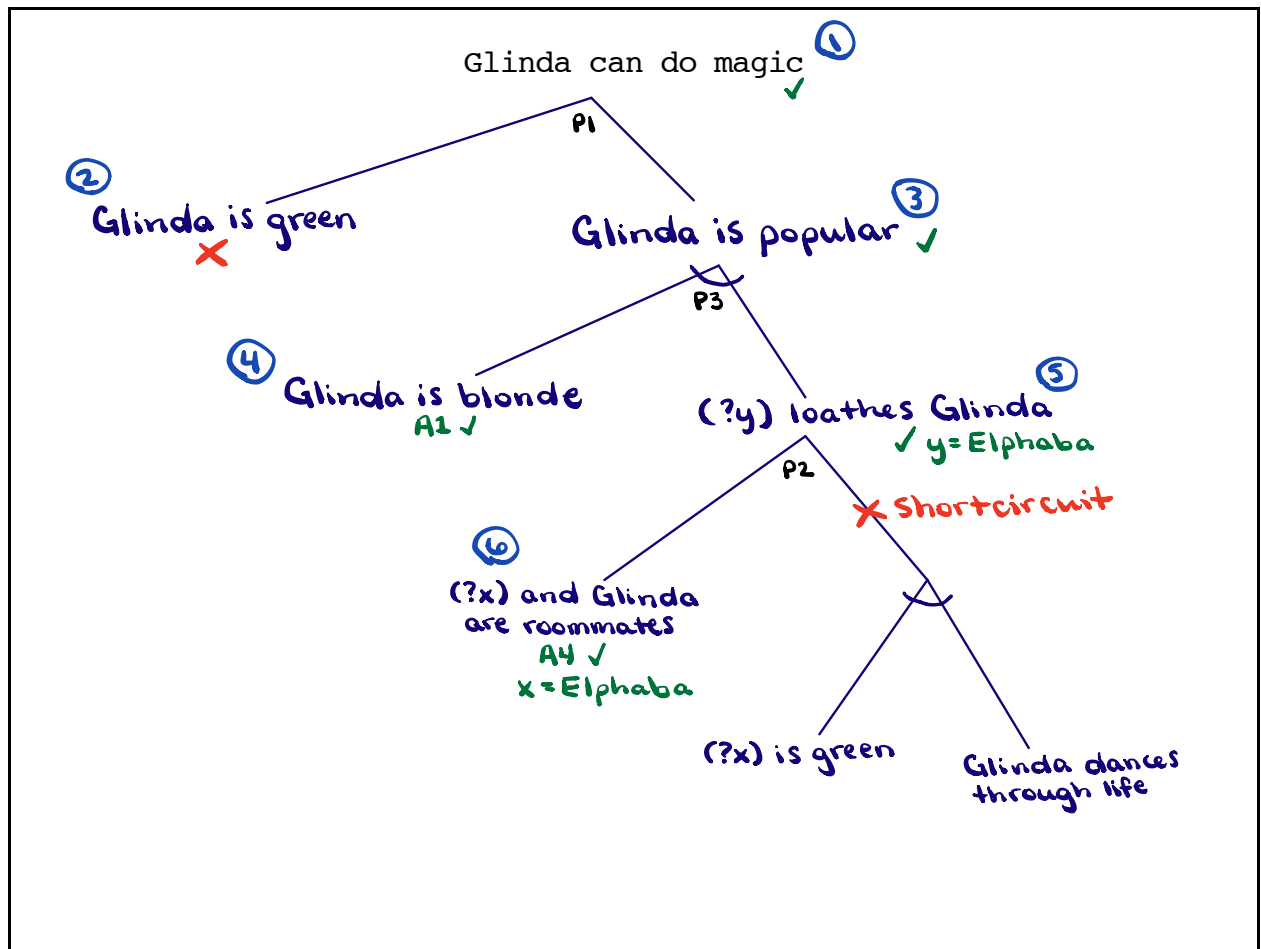 1
Glinda can do magic
P1
2
Glinda is green
3
Glinda is popular
P3
4
Glinda is blonde
A1
5
(?y) loathes Glinda
y=Elphaba
P2
shortcircuit
6
(?x) and Glinda
are roommates
A4
x=Elphaba
(?x) is green
Glinda dances
through life